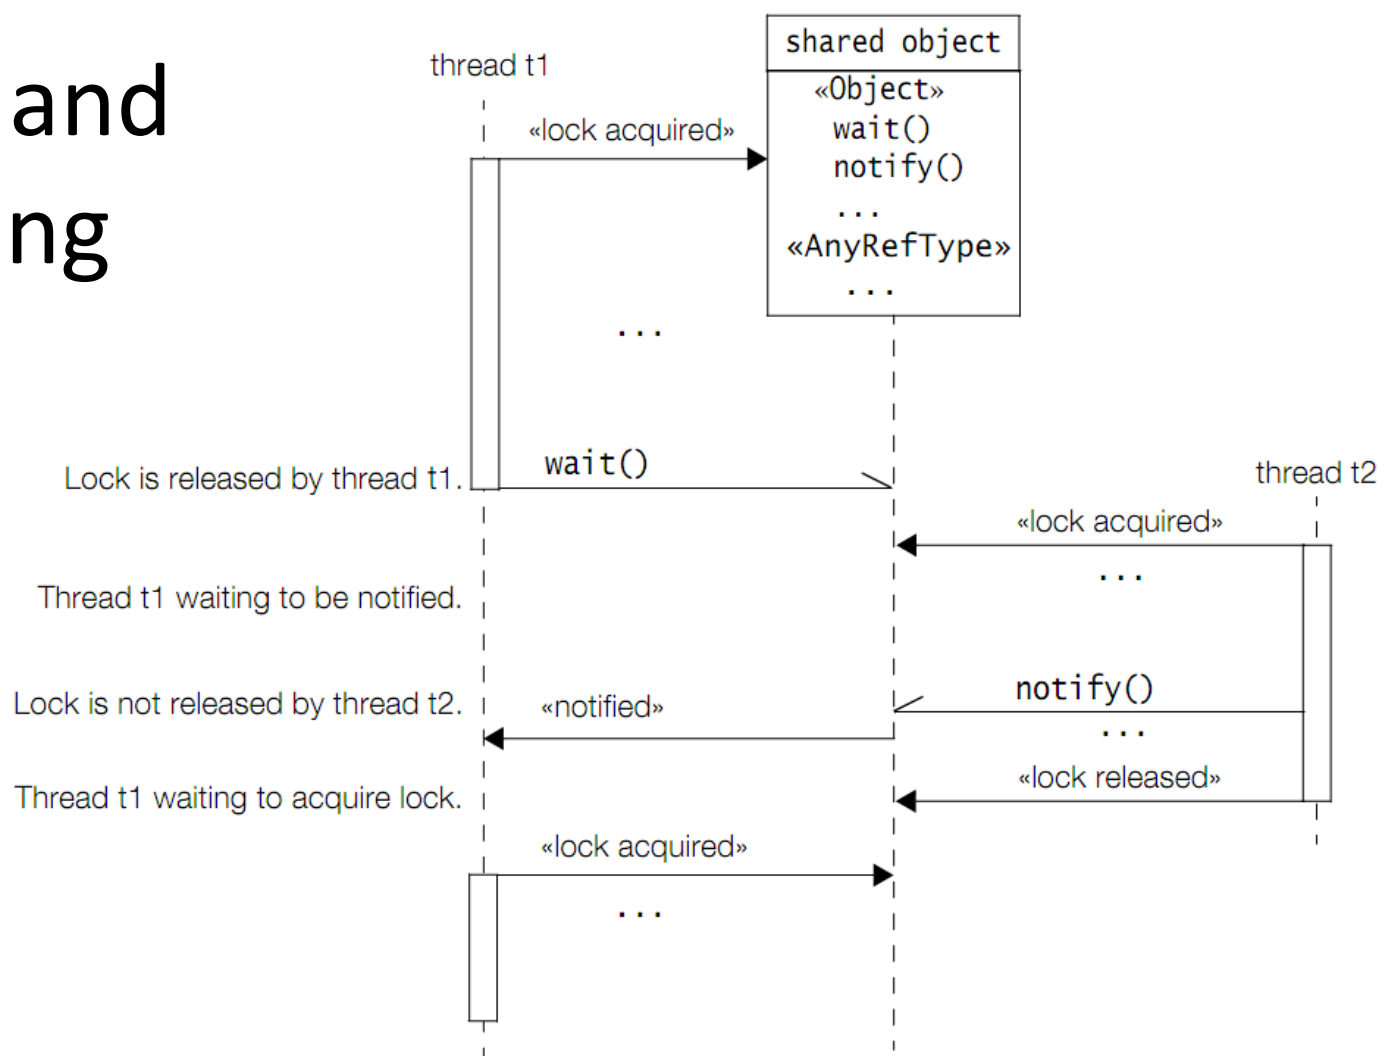 and
ng
thread t1
shared object
«Object»
wait()
notify()
...
«AnyRefType»
...
«lock acquired»
...
wait()
Lock is released by thread t1.
thread t2
«lock acquired»
...
Thread t1 waiting to be notified.
notify()
Lock is not released by thread t2.
«notified»
...
«lock released»
Thread t1 waiting to acquire lock.
«lock acquired»
...